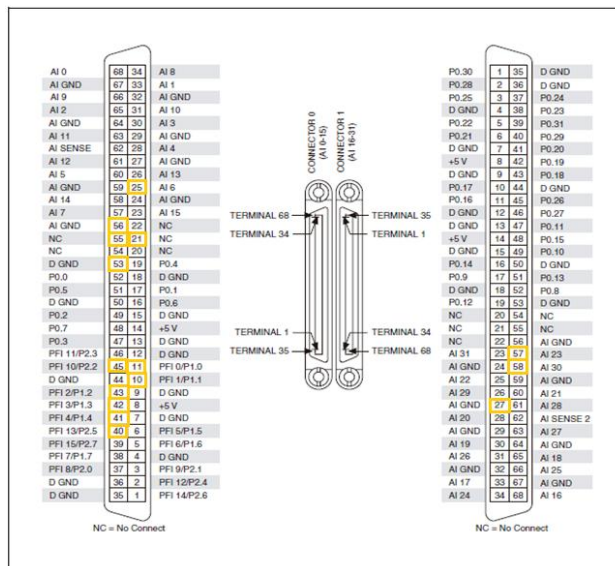 AI 0 68 34 AI 8
AI GND 67 33 AI 1
AI 9 66 32 AI GND
AI 2 65 31 AI 10
AI GND 64 30 AI 3
AI 11 63 29 AI GND
AI SENSE 62 28 AI 4
AI 12 61 27 AI GND
AI 5 60 26 AI 13
AI GND 59 25 AI 6
AI 14 58 24 AI GND
AI 7 57 23 AI 15
AI GND 56 22 NC
NC 55 21 NC
NC 54 20 NC
D GND 53 19 P0.4
P0.0 52 18 D GND
P0.5 51 17 P0.1
D GND 50 16 P0.6
P0.2 49 15 D GND
P0.7 48 14 +5 V
P0.3 47 13 D GND
PFI 11/P2.3 46 12 D GND
PFI 10/P2.2 45 11 PFI 0/P1.0
D GND 44 10 PFI 1/P1.1
PFI 2/P1.2 43 9 D GND
PFI 3/P1.3 42 8 +5 V
PFI 4/P1.4 41 7 D GND
PFI 13/P2.5 40 6 PFI 5/P1.5
PFI 15/P2.7 39 5 PFI 6/P1.6
PFI 7/P1.7 38 4 D GND
PFI 8/P2.0 37 3 PFI 9/P2.1
D GND 36 2 PFI 12/P2.4
D GND 35 1 PFI 14/P2.6
NC = No Connect
CONNECTOR 0
(AI 0-15)
CONNECTOR 1
(AI 16-31)
TERMINAL 68
TERMINAL 34
TERMINAL 35
TERMINAL 1
TERMINAL 1
TERMINAL 35
TERMINAL 34
TERMINAL 68
P0.30 1 35 D GND
P0.28 2 36 D GND
P0.25 3 37 P0.24
D GND 4 38 P0.23
P0.22 5 39 P0.31
P0.21 6 40 P0.29
D GND 7 41 P0.20
+5 V 8 42 P0.19
D GND 9 43 P0.18
P0.17 10 44 D GND
P0.16 11 45 P0.26
D GND 12 46 P0.27
D GND 13 47 P0.11
+5 V 14 48 P0.15
D GND 15 49 P0.10
P0.14 16 50 D GND
P0.9 17 51 P0.13
D GND 18 52 P0.8
P0.12 19 53 D GND
NC 20 54 NC
NC 21 55 NC
NC 22 56 AI GND
AI 31 23 57 AI 23
AI GND 24 58 AI 30
AI 22 25 59 AI GND
AI 29 26 60 AI 21
AI GND 27 61 AI 28
AI 20 28 62 AI SENSE 2
AI GND 29 63 AI 27
AI 19 30 64 AI GND
AI 26 31 65 AI 18
AI GND 32 66 AI 25
AI 17 33 67 AI GND
AI 24 34 68 AI 16
NC = No Connect